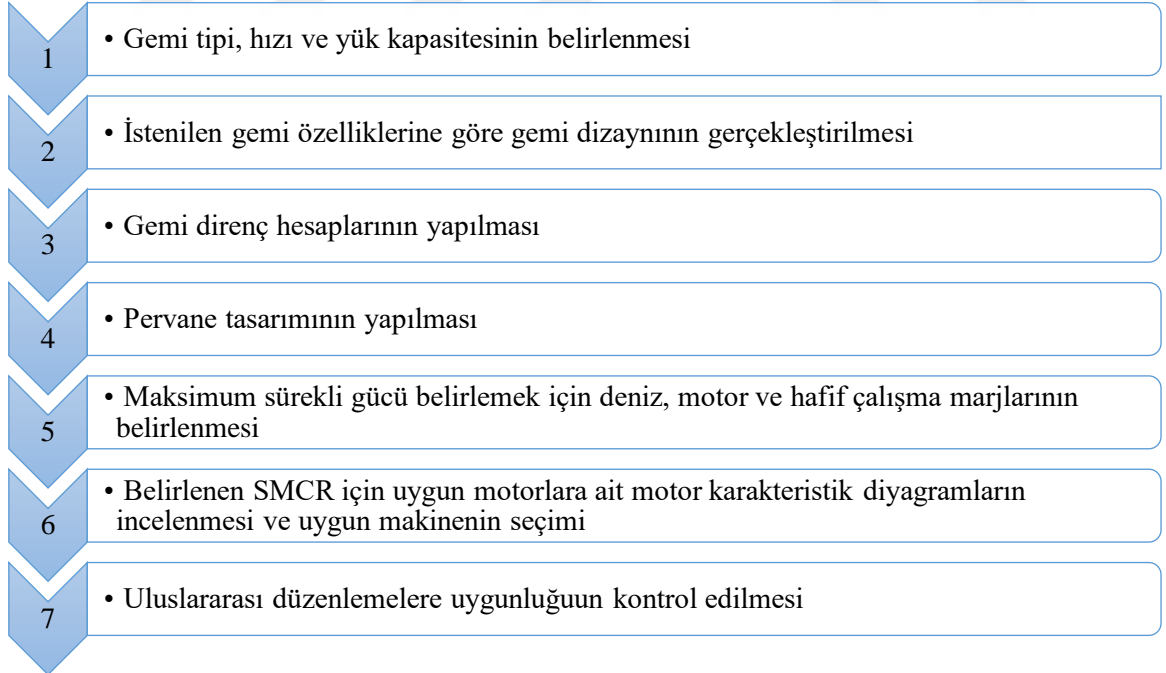 1
• Gemi tipi, hızı ve yük kapasitesinin belirlenmesi
2
• İstenilen gemi özelliklerine göre gemi dizaynının gerçekleştirilmesi
3
• Gemi direnç hesaplarının yapılması
4
• Pervane tasarımının yapılması
5
• Maksimum sürekli gücü belirlemek için deniz, motor ve hafif çalışma marjlarının
belirlenmesi
6
• Belirlenen SMCR için uygun motorlara ait motor karakteristik diyagramların
incelenmesi ve uygun makinenin seçimi
7
• Uluslararası düzenlemelere uygunluğuun kontrol edilmesi